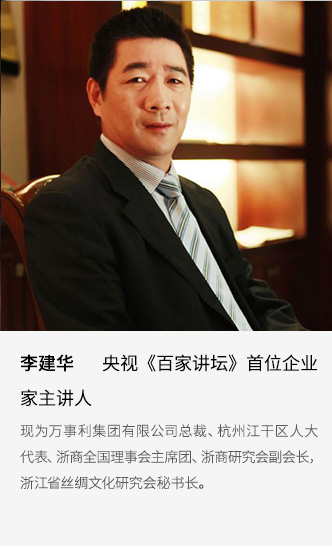 李建华 央视《百家讲坛》首位企业
家主讲人
现为万事利集团有限公司总裁、杭州江干区人大
代表、浙商全国理事会主席团、浙商研究会副会长,
浙江省丝绸文化研究会秘书长。